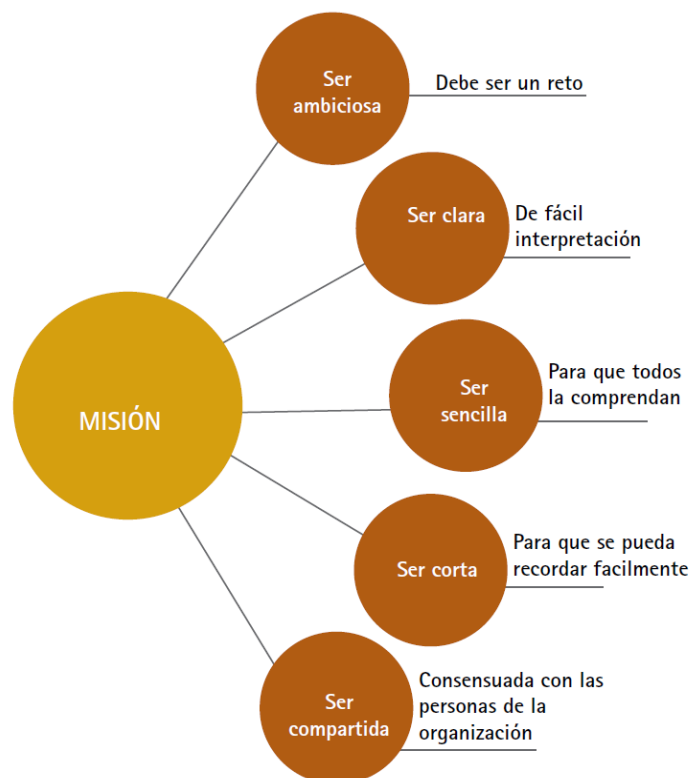 Ser
ambiciosa
Debe ser un reto
Ser clara
De fácil
interpretación
MISIÓN
Ser
sencilla
Para que todos
la comprendan
Ser corta
Para que se pueda
recordar facilmente
Ser
compartida
Consensuada con las
personas de la
organización